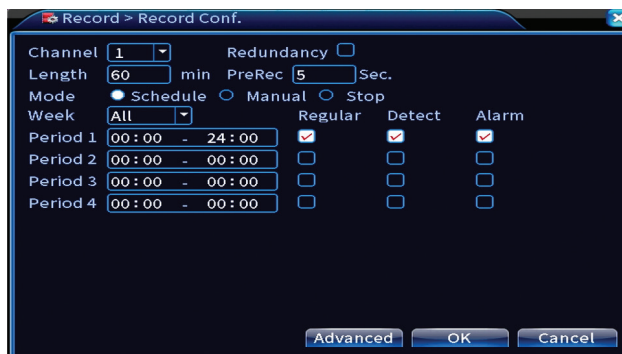 Record > Record Conf.
Channel 1 Redundancy
Length 60 min PreRec 5 Sec.
Mode Schedule Manual Stop
Week All Regular Detect Alarm
Period 1 00:00 - 24:00
Period 2 00:00 - 00:00
Period 3 00:00 - 00:00
Period 4 00:00 - 00:00
Advanced OK Cancel